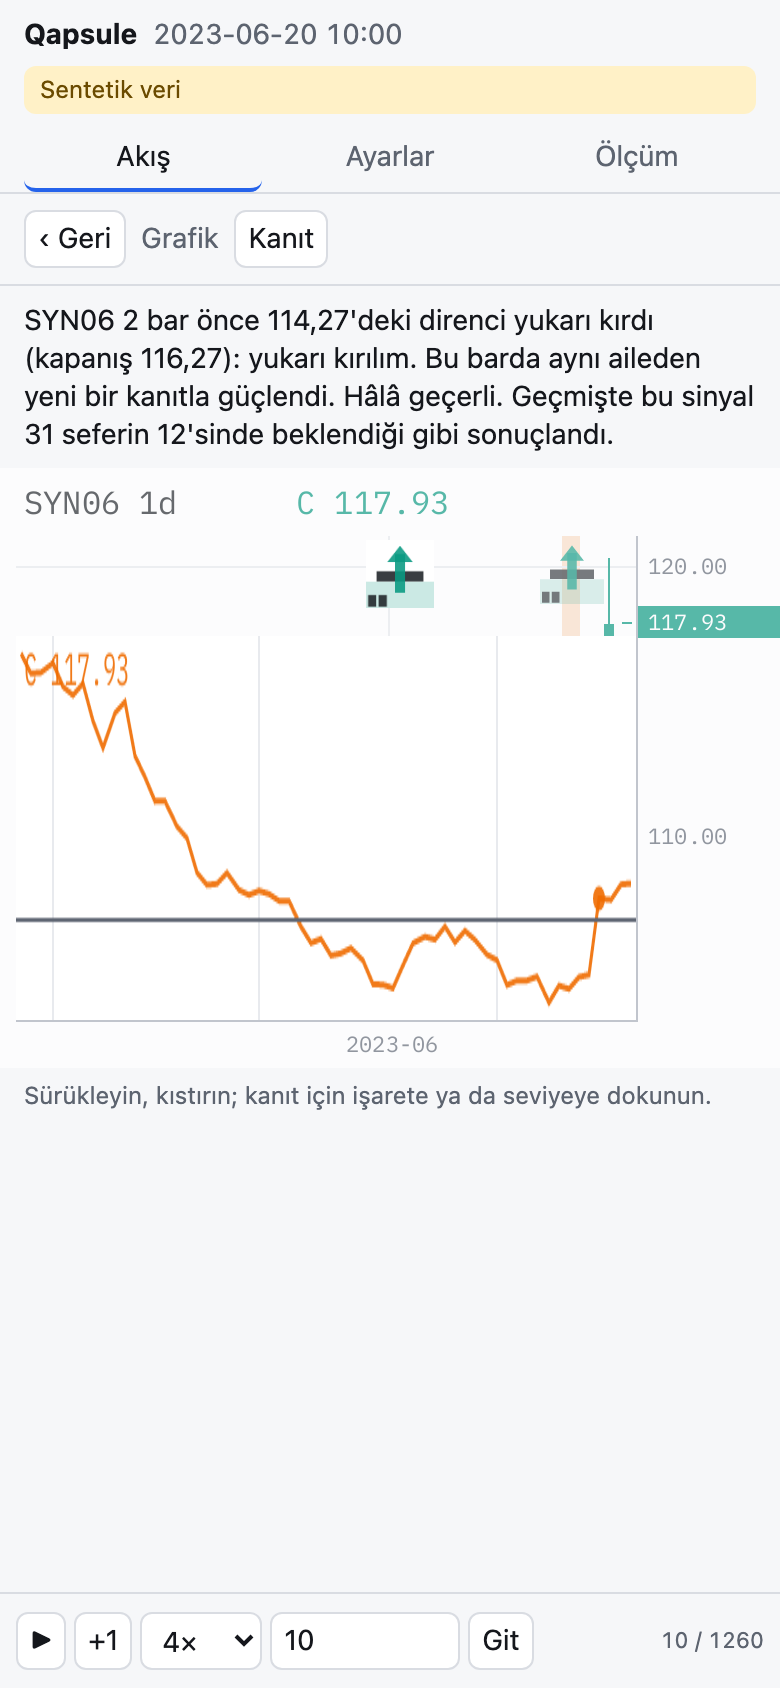 Qapsule 2023-06-20 10:00
Sentetik veri
Akış Ayarlar Ölçüm
‹ Geri Grafik Kanıt
SYN06 2 bar önce 114,27'deki direnci yukarı kırdı
(kapanış 116,27): yukarı kırılım. Bu barda aynı aileden
yeni bir kanıtla güçlendi. Hâlâ geçerli. Geçmişte bu sinyal
31 seferin 12'sinde beklendiği gibi sonuçlandı.
SYN06 1d C 117.93
120.00
117.93
C 117.93
110.00
2023-06
Sürükleyin, kıstırın; kanıt için işarete ya da seviyeye dokunun.
+1 4× 10 Git 10 / 1260